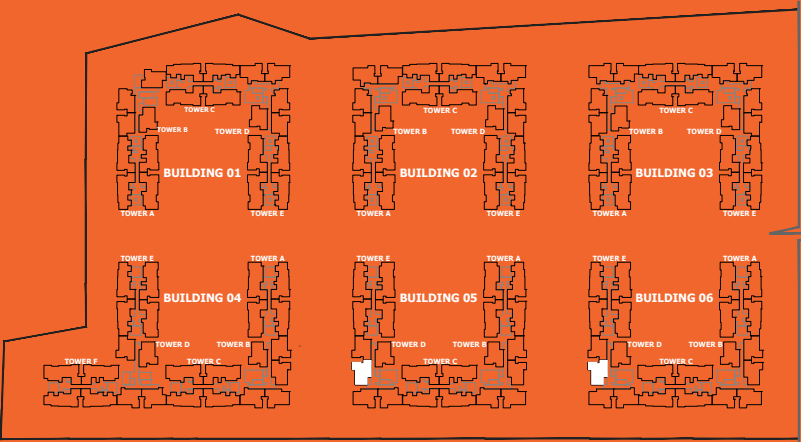 TOWER C TOWER C TOWER C
TOWER B TOWER D TOWER B TOWER D TOWER B TOWER D
BUILDING 01 BUILDING 02 BUILDING 03
TOWER A TOWER E TOWER A TOWER E TOWER A TOWER E
TOWER E TOWER A TOWER E TOWER A TOWER E TOWER A
BUILDING 04 BUILDING 05 BUILDING 06
TOWER D TOWER B TOWER D TOWER B TOWER D TOWER B
TOWER F TOWER C TOWER C TOWER C